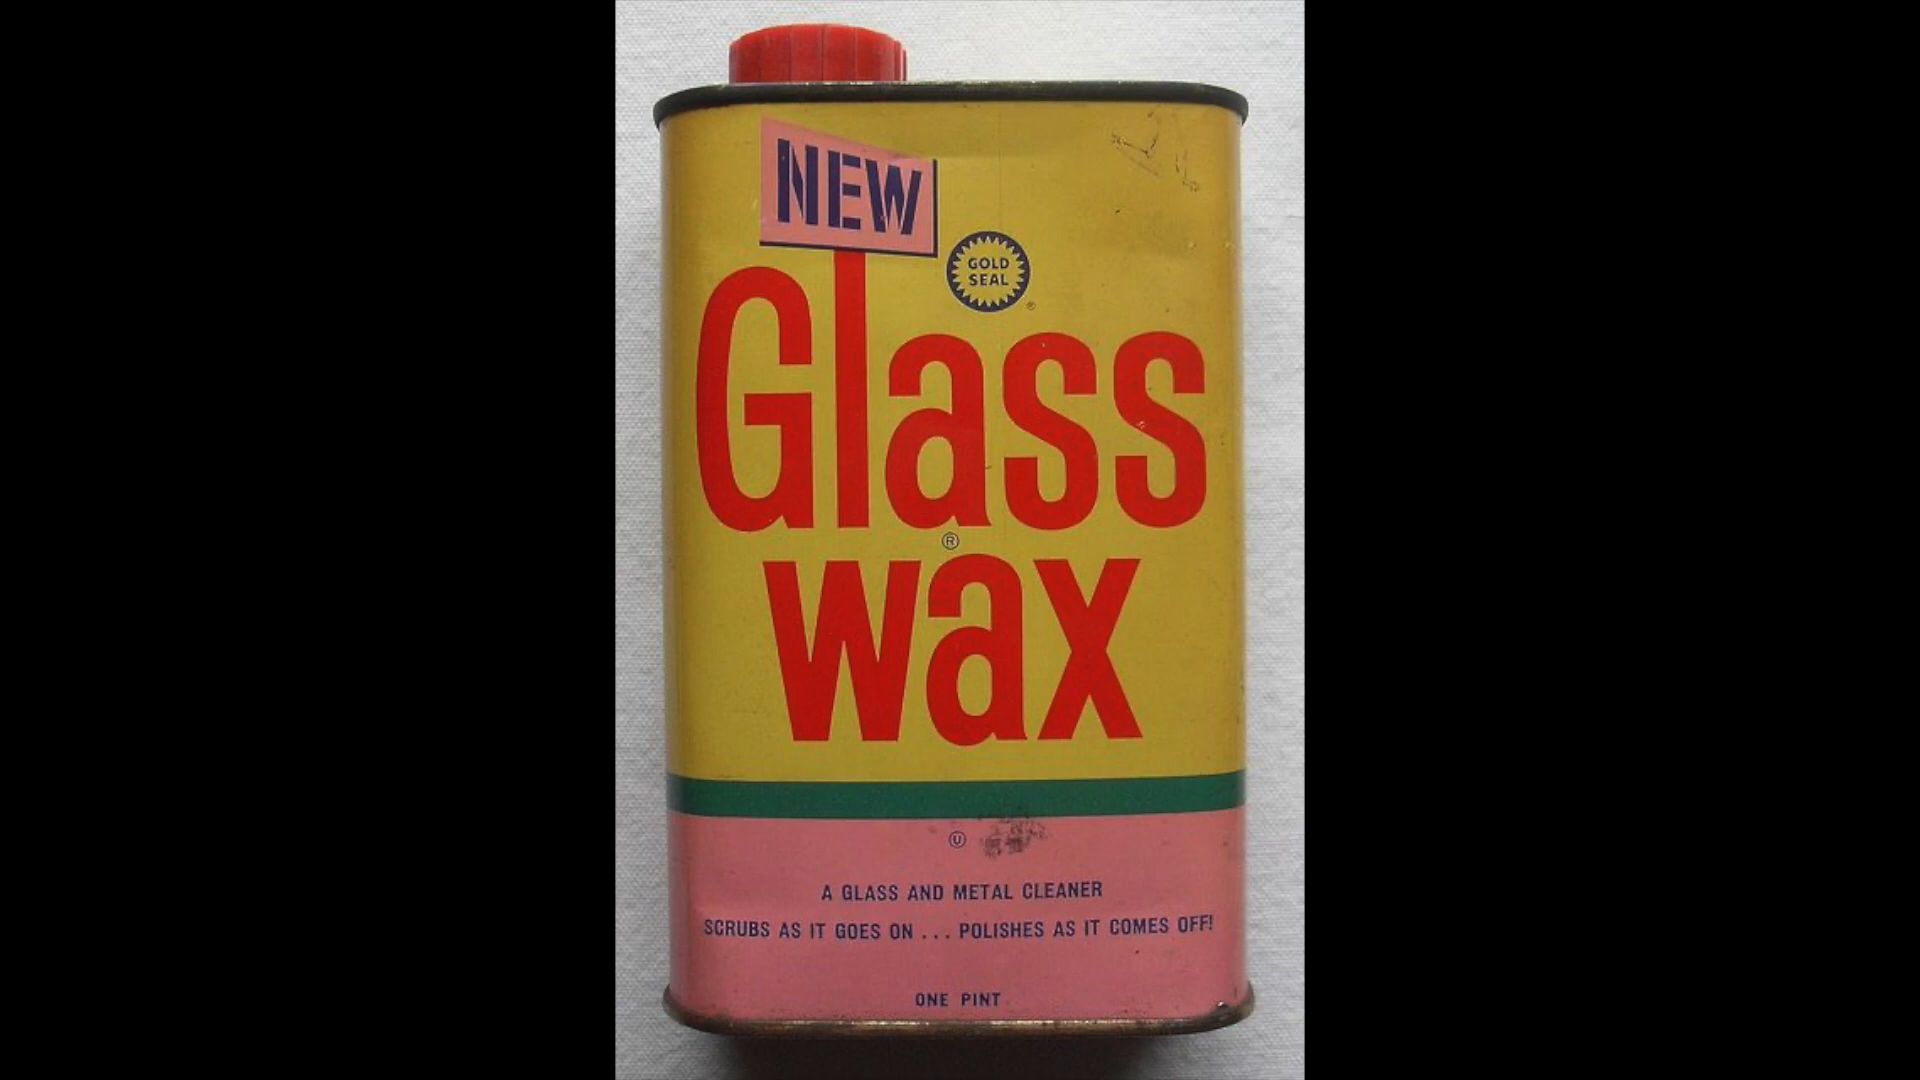 NEW
GOLD
SEAL
®
Glass
®
wax
Ⓤ
A GLASS AND METAL CLEANER
SCRUBS AS IT GOES ON ... POLISHES AS IT COMES OFF!
ONE PINT